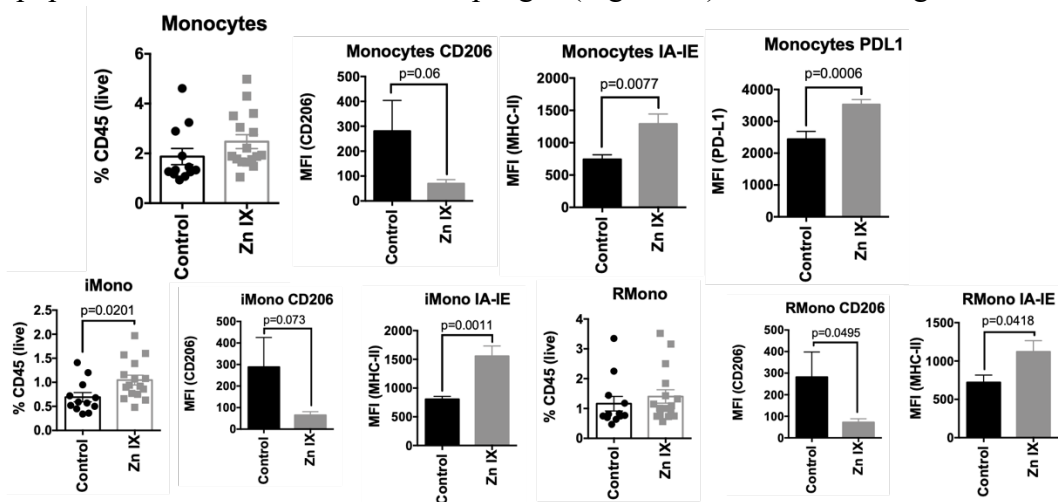 Monocytes
% CD45 (live)
6
4
2
0
Control
Zn IX
Monocytes CD206
p=0.06
MFI (CD206)
500
400
300
200
100
0
Control
Zn IX
Monocytes IA-IE
p=0.0077
MFI (MHC-II)
2000
1500
1000
500
0
Control
Zn IX
Monocytes PDL1
p=0.0006
MFI (PD-L1)
4000
3000
2000
1000
0
Control
Zn IX
iMono
p=0.0201
% CD45 (live)
2.5
2.0
1.5
1.0
0.5
0.0
Control
Zn IX
iMono CD206
p=0.073
MFI (CD206)
500
400
300
200
100
0
Control
Zn IX
iMono IA-IE
p=0.0011
MFI (MHC-II)
2000
1500
1000
500
0
Control
Zn IX
RMono
% CD45 (live)
4
3
2
1
0
Control
Zn IX
RMono CD206
p=0.0495
MFI (CD206)
500
400
300
200
100
0
Control
Zn IX
RMono IA-IE
p=0.0418
MFI (MHC-II)
1500
1000
500
0
Control
Zn IX